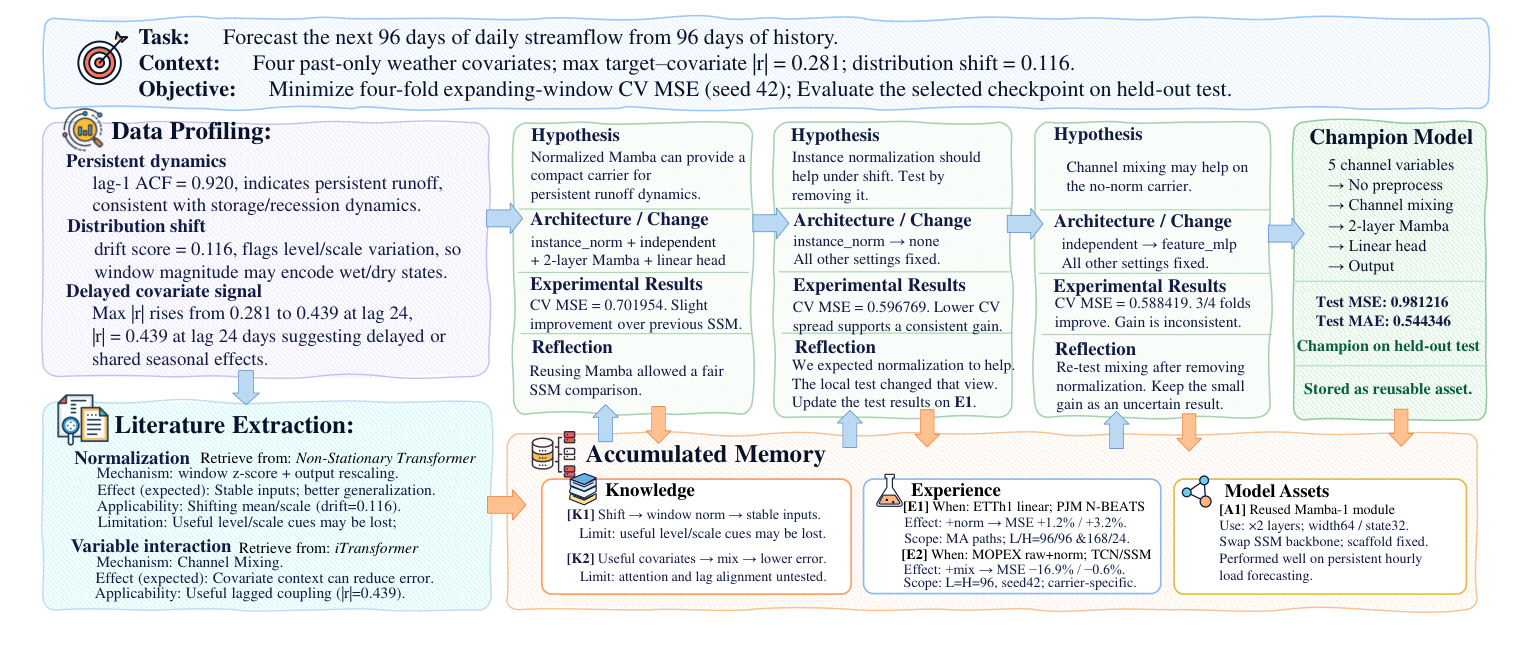 Task: Forecast the next 96 days of daily streamflow from 96 days of history.
Context: Four past-only weather covariates; max target–covariate |r| = 0.281; distribution shift = 0.116.
Objective: Minimize four-fold expanding-window CV MSE (seed 42); Evaluate the selected checkpoint on held-out test.
Data Profiling:
Persistent dynamics
lag-1 ACF = 0.920, indicates persistent runoff,
consistent with storage/recession dynamics.
Distribution shift
drift score = 0.116, flags level/scale variation, so
window magnitude may encode wet/dry states.
Delayed covariate signal
Max |r| rises from 0.281 to 0.439 at lag 24,
|r| = 0.439 at lag 24 days suggesting delayed or
shared seasonal effects.
Literature Extraction:
Normalization Retrieve from: Non-Stationary Transformer
Mechanism: window z-score + output rescaling.
Effect (expected): Stable inputs; better generalization.
Applicability: Shifting mean/scale (drift=0.116).
Limitation: Useful level/scale cues may be lost;
Variable interaction Retrieve from: iTransformer
Mechanism: Channel Mixing.
Effect (expected): Covariate context can reduce error.
Applicability: Useful lagged coupling (|r|=0.439).
Hypothesis
Normalized Mamba can provide a
compact carrier for
persistent runoff dynamics.
Architecture / Change
instance_norm + independent
+ 2-layer Mamba + linear head
Experimental Results
CV MSE = 0.701954. Slight
improvement over previous SSM.
Reflection
Reusing Mamba allowed a fair
SSM comparison.
Hypothesis
Instance normalization should
help under shift. Test by
removing it.
Architecture / Change
instance_norm → none
All other settings fixed.
Experimental Results
CV MSE = 0.596769. Lower CV
spread supports a consistent gain.
Reflection
We expected normalization to help.
The local test changed that view.
Update the test results on E1.
Hypothesis
Channel mixing may help on
the no-norm carrier.
Architecture / Change
independent → feature_mlp
All other settings fixed.
Experimental Results
CV MSE = 0.588419. 3/4 folds
improve. Gain is inconsistent.
Reflection
Re-test mixing after removing
normalization. Keep the small
gain as an uncertain result.
Champion Model
5 channel variables
→ No preprocess
→ Channel mixing
→ 2-layer Mamba
→ Linear head
→ Output
Test MSE: 0.981216
Test MAE: 0.544346
Champion on held-out test
Stored as reusable asset.
Accumulated Memory
Knowledge
[K1] Shift → window norm → stable inputs.
Limit: useful level/scale cues may be lost.
[K2] Useful covariates → mix → lower error.
Limit: attention and lag alignment untested.
Experience
[E1] When: ETTh1 linear; PJM N-BEATS
Effect: +norm → MSE +1.2% / +3.2%.
Scope: MA paths; L/H=96/96 &168/24.
[E2] When: MOPEX raw+norm; TCN/SSM
Effect: +mix → MSE −16.9% / −0.6%.
Scope: L=H=96, seed42; carrier-specific.
Model Assets
[A1] Reused Mamba-1 module
Use: ×2 layers; width64 / state32.
Swap SSM backbone; scaffold fixed.
Performed well on persistent hourly
load forecasting.